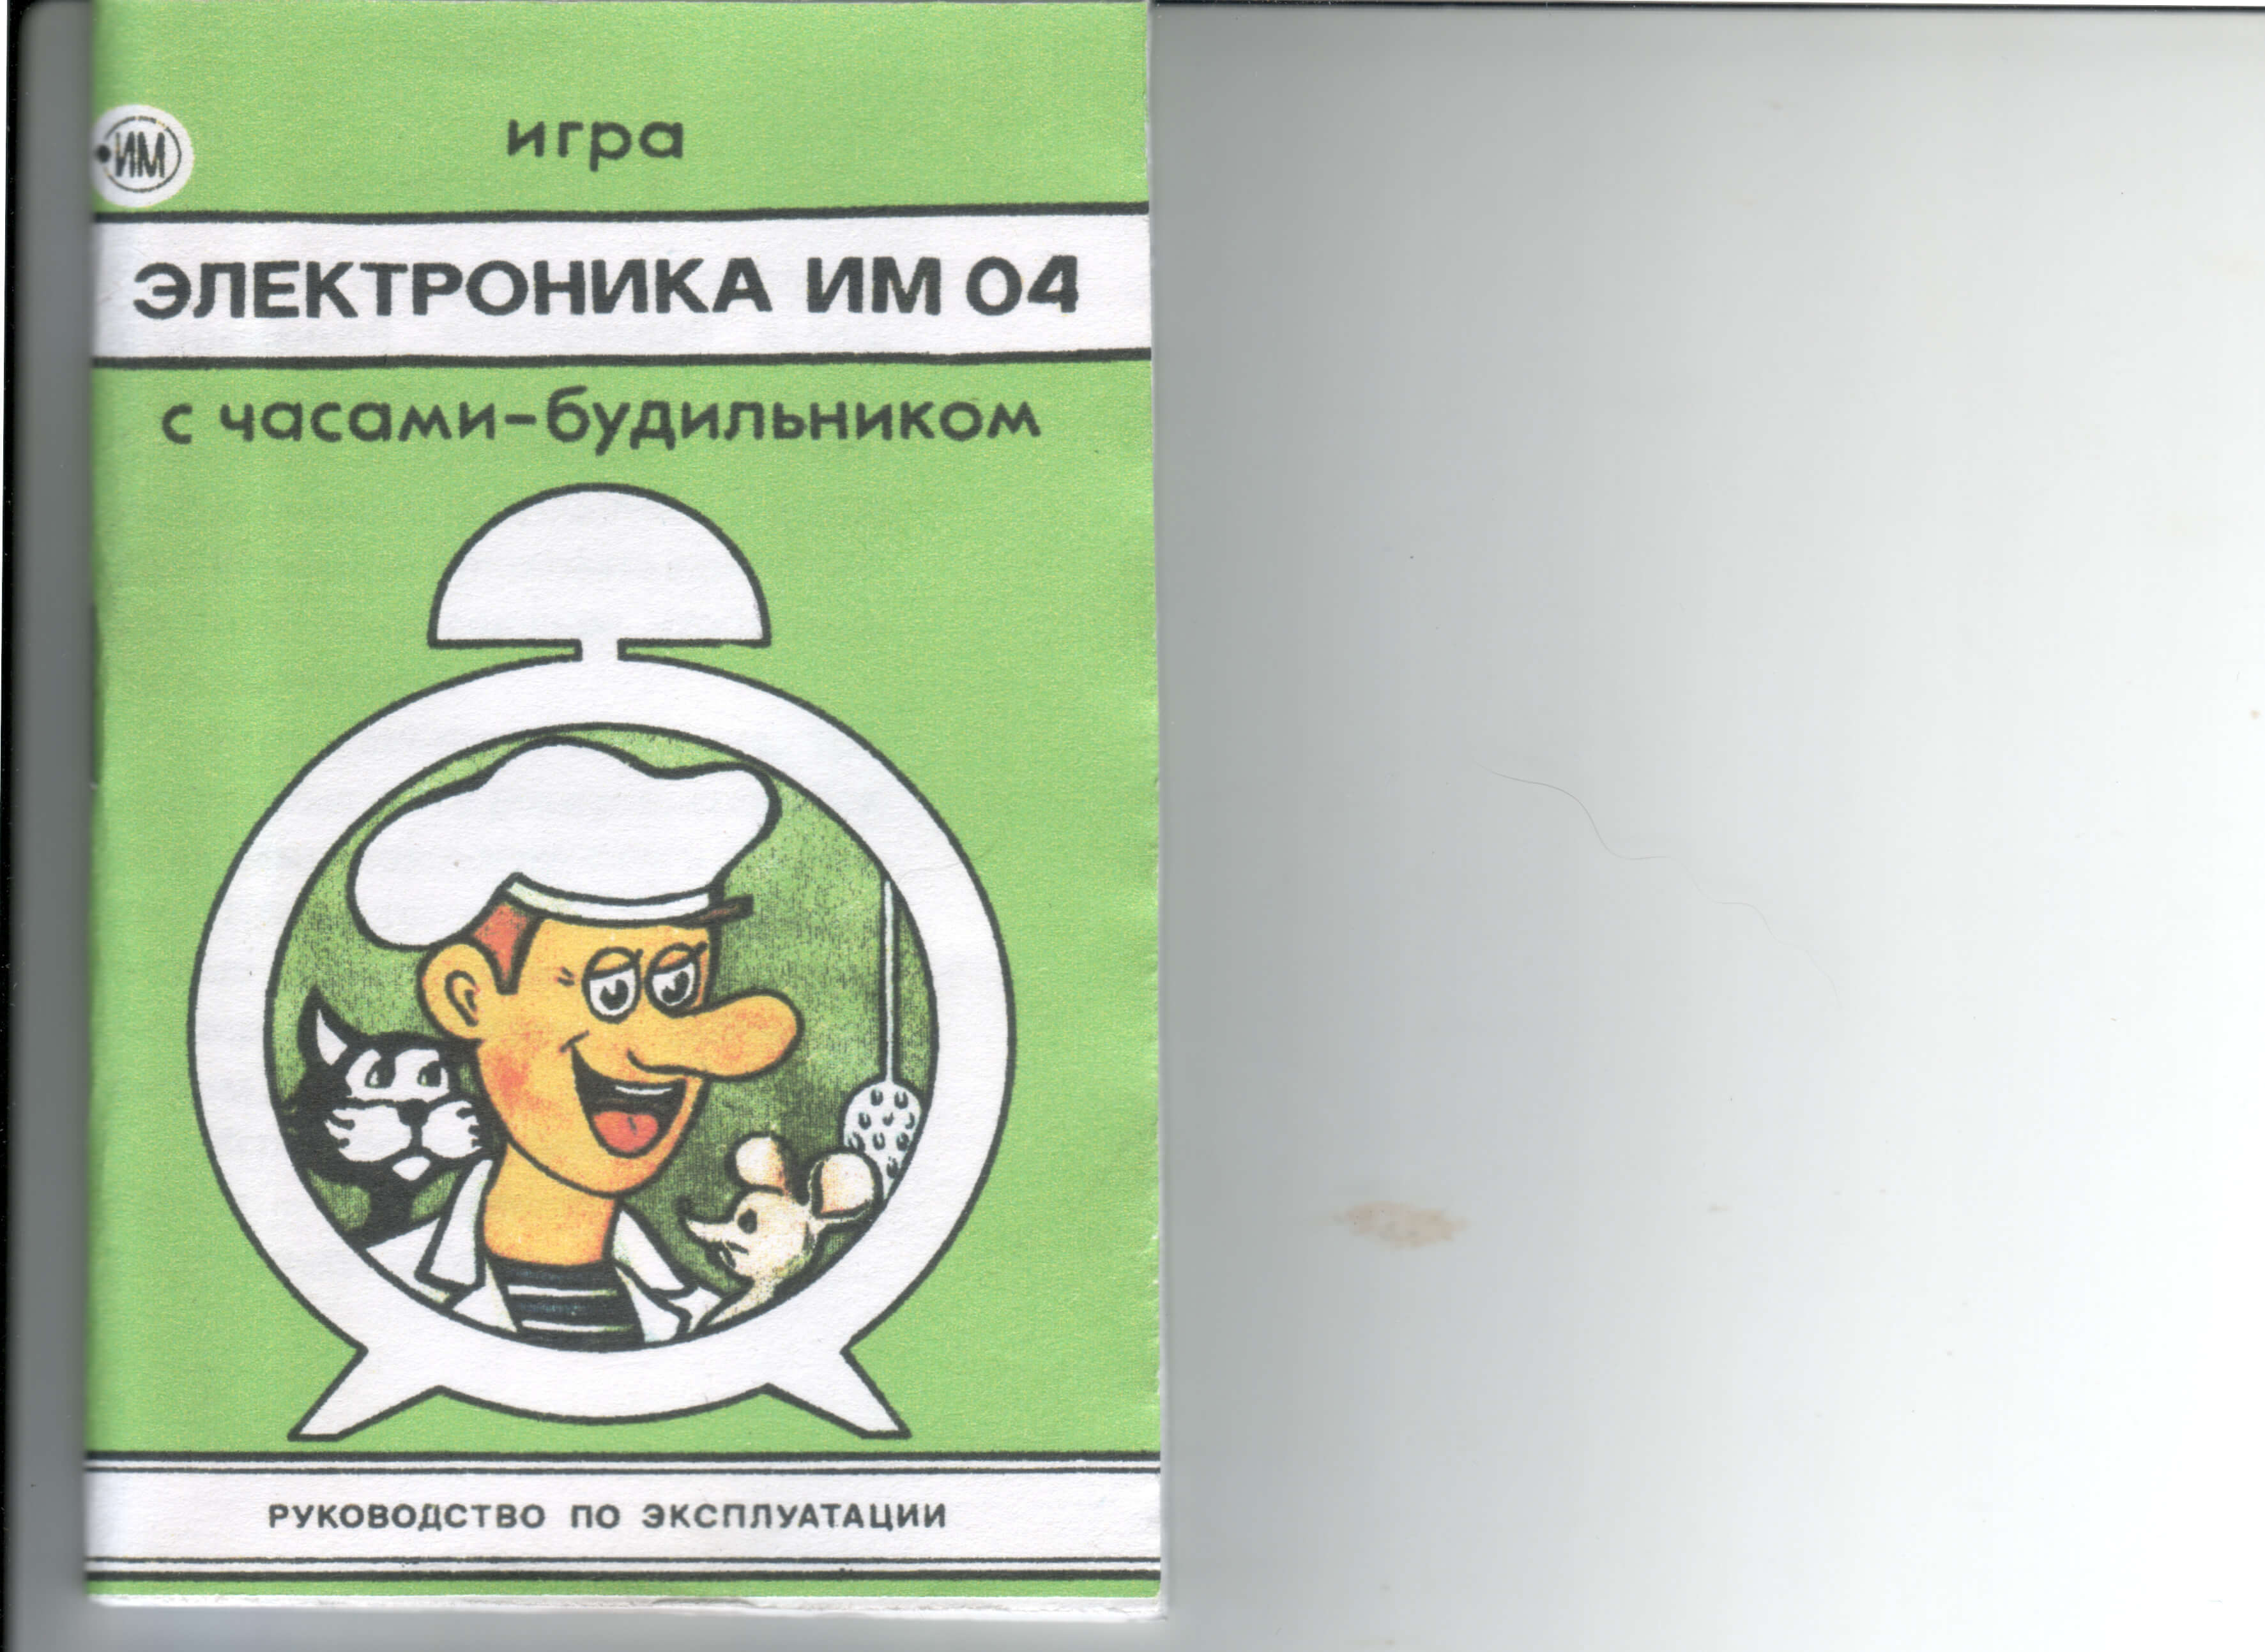 ИМ
игра
ЭЛЕКТРОНИКА ИМ 04
с часами-будильником
РУКОВОДСТВО ПО ЭКСПЛУАТАЦИИ